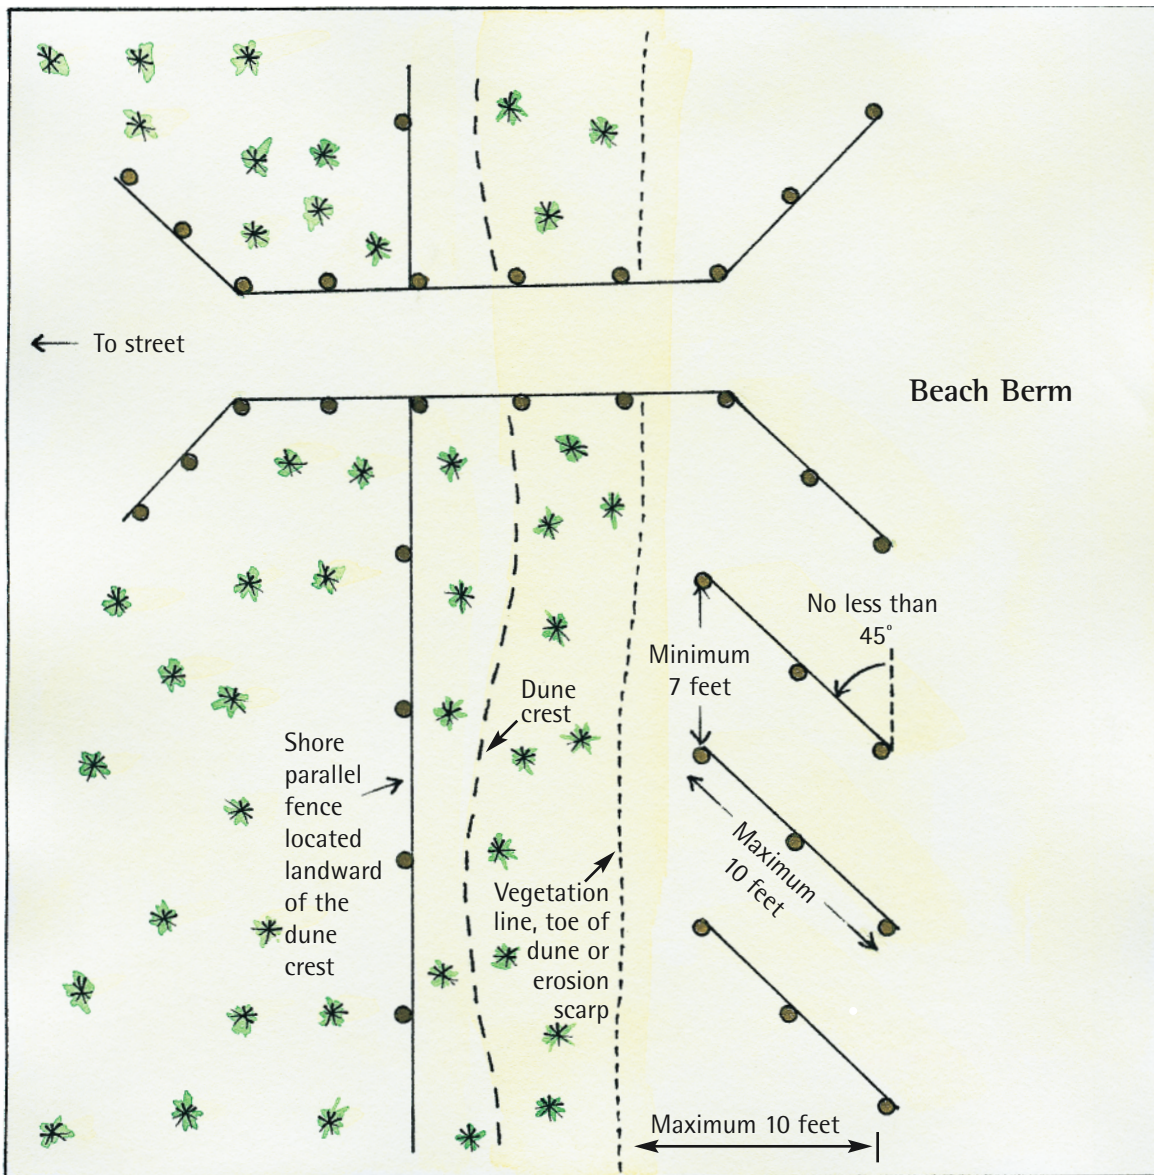 To street
Beach Berm
No less than
45°
Minimum
7 feet
Dune
crest
Shore
parallel
fence
located
landward
of the
dune
crest
Maximum
10 feet
Vegetation
line, toe of
dune or
erosion
scarp
Maximum 10 feet